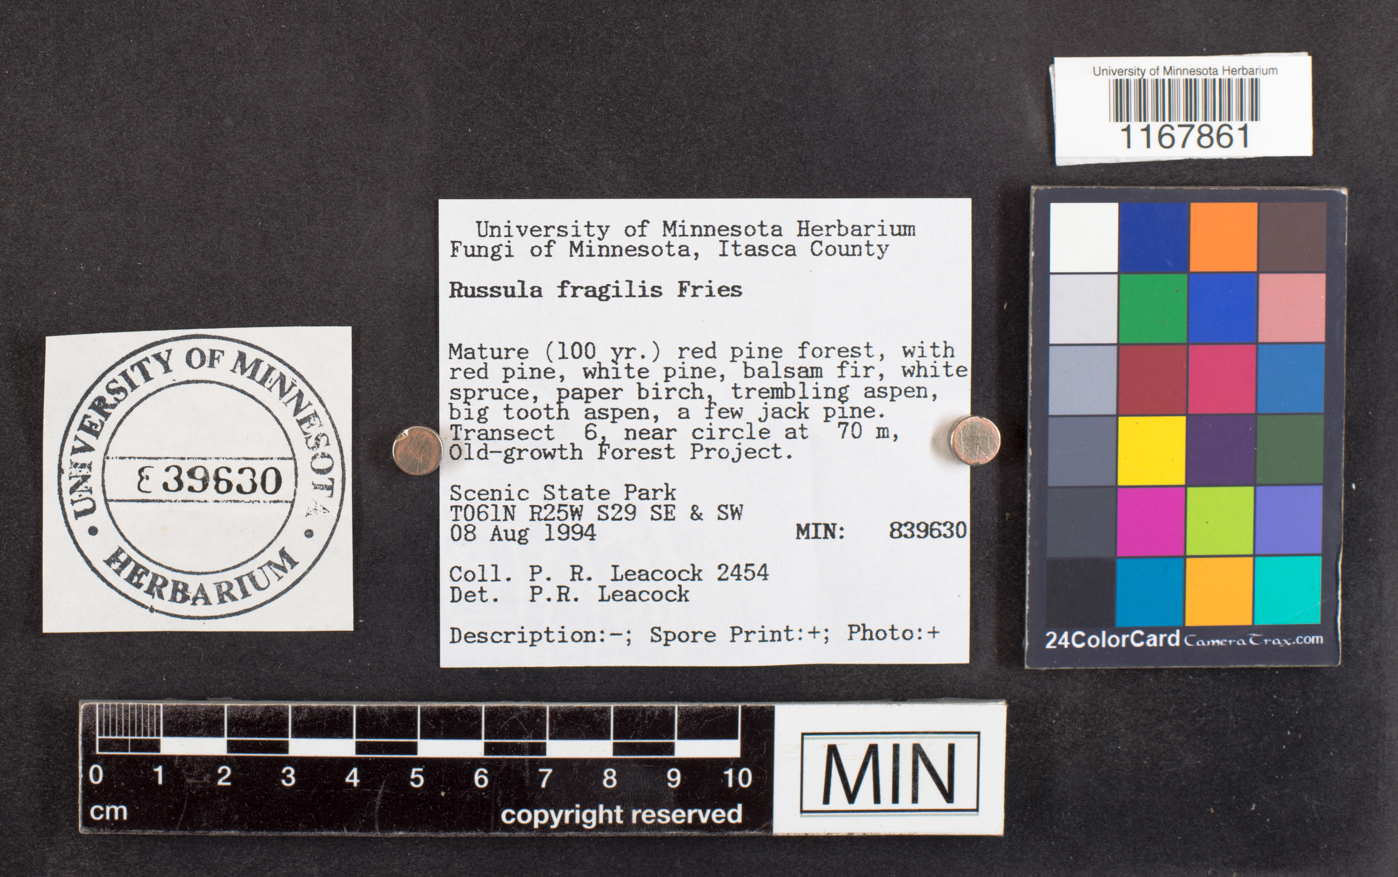 University of Minnesota Herbarium
1167861
University of Minnesota Herbarium
Fungi of Minnesota, Itasca County
Russula fragilis Fries
Mature (100 yr.) red pine forest, with
red pine, white pine, balsam fir, white
spruce, paper birch, trembling aspen,
big tooth aspen, a few jack pine.
Transect 6, near circle at 70 m,
Old-growth Forest Project.
Scenic State Park
T061N R25W S29 SE & SW
08 Aug 1994 MIN: 839630
Coll. P. R. Leacock 2454
Det. P.R. Leacock
Description:-; Spore Print:+; Photo:+
UNIVERSITY OF MINNESOTA
839630
HERBARIUM
24ColorCard CameraTrax.com
0 1 2 3 4 5 6 7 8 9 10
cm
copyright reserved
MIN